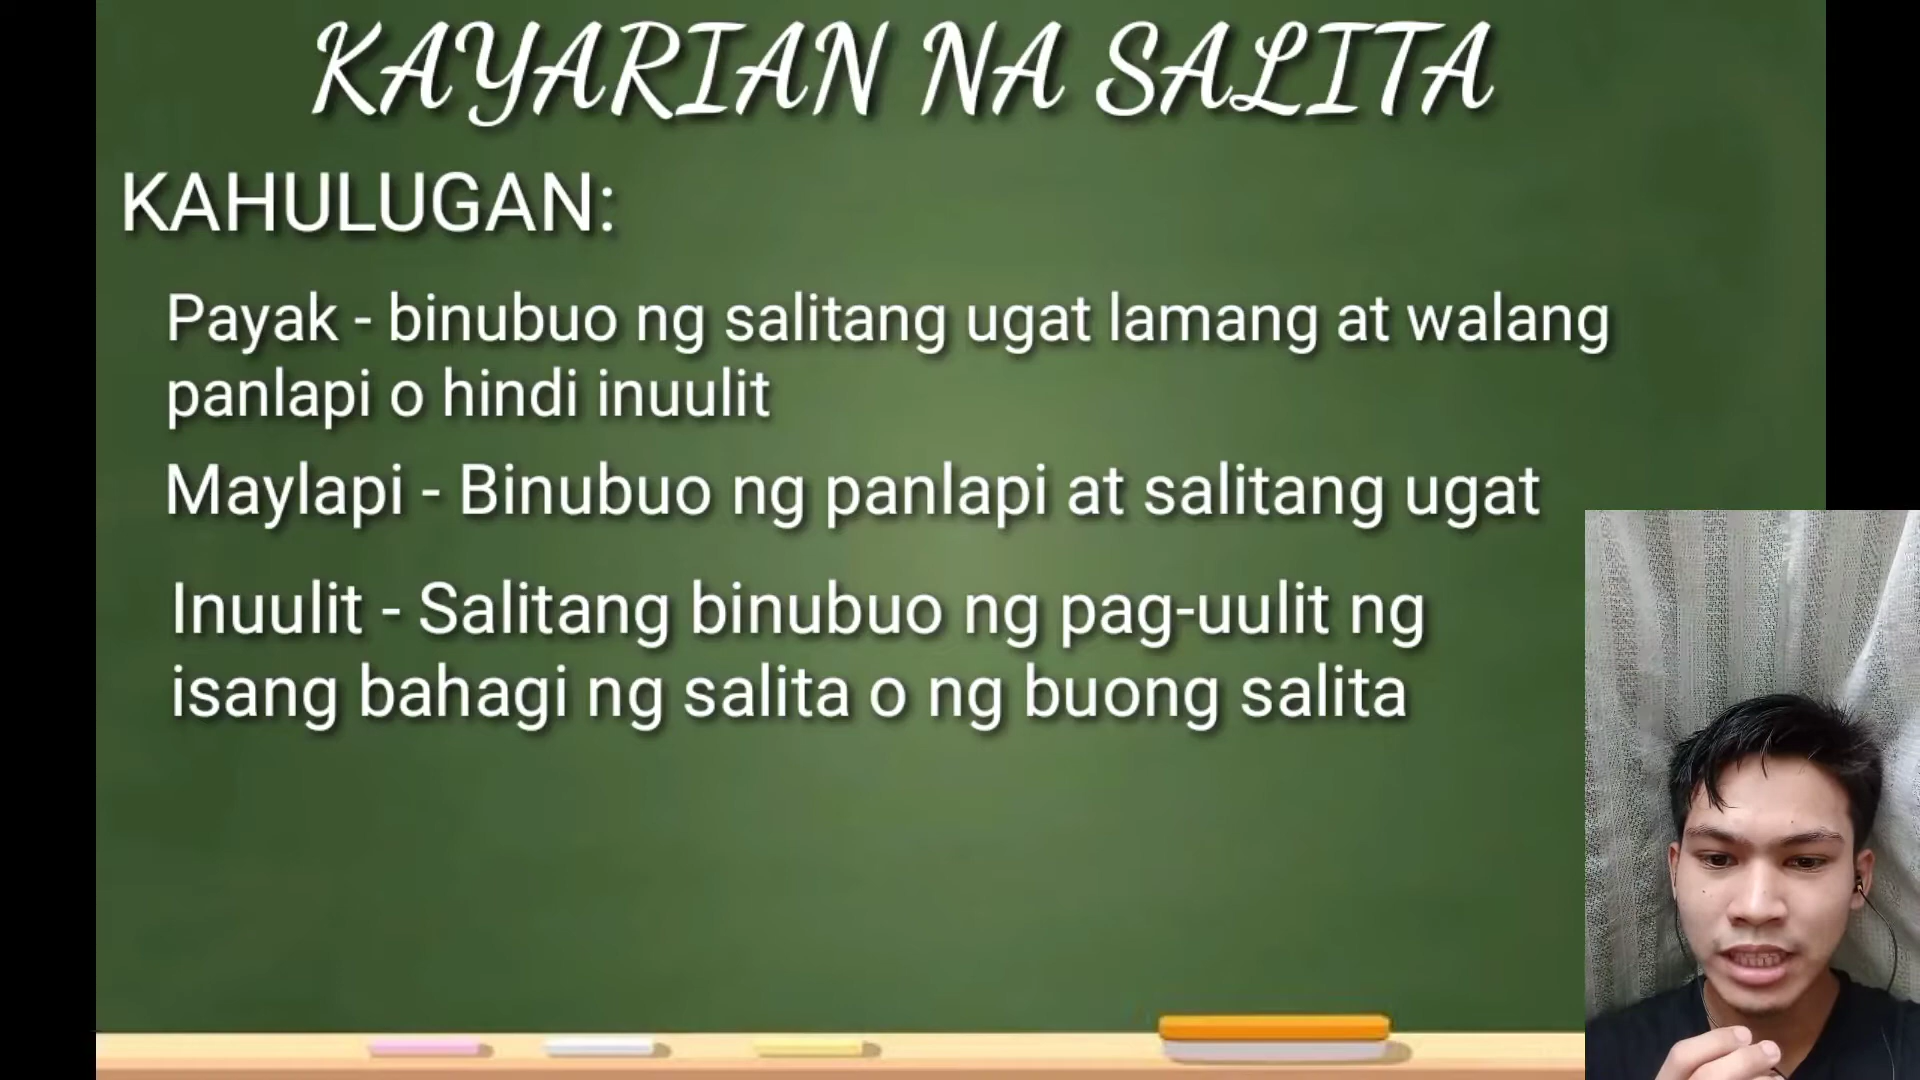 KAYARIAN NA SALITA
KAHULUGAN:
Payak - binubuo ng salitang ugat lamang at walang
panlapi o hindi inuulit
Maylapi - Binubuo ng panlapi at salitang ugat
Inuulit - Salitang binubuo ng pag-uulit ng
isang bahagi ng salita o ng buong salita